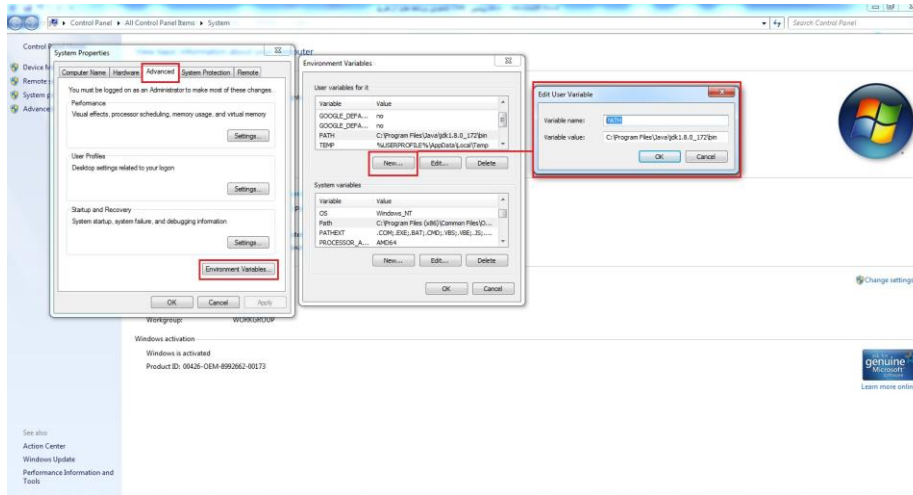 Control Panel ▸ All Control Panel Items ▸ System
Search Control Panel
Control P
Device M
Remote s
System p
Advance
uter
System Properties
Computer Name Hardware Advanced System Protection Remote
You must be logged on as an Administrator to make most of these changes.
Performance
Visual effects, processor scheduling, memory usage, and virtual memory
Settings...
User Profiles
Desktop settings related to your logon
Settings...
Startup and Recovery
System startup, system failure, and debugging information
Settings...
Environment Variables...
OK Cancel Apply
Environment Variables
User variables for it
Variable Value
GOOGLE_DEFA... no
GOOGLE_DEFA... no
PATH C:\Program Files\Java\jdk1.8.0_172\bin
TEMP %USERPROFILE%\AppData\Local\Temp
New... Edit... Delete
System variables
Variable Value
OS Windows_NT
Path C:\Program Files (x86)\Common Files\O...
PATHEXT .COM;.EXE;.BAT;.CMD;.VBS;.VBE;.JS;....
PROCESSOR_A... AMD64
New... Edit... Delete
OK Cancel
Edit User Variable
Variable name: PATH
Variable value: C:\Program Files\Java\jdk1.8.0_172\bin
OK Cancel
Change settings
Workgroup: WORKGROUP
Windows activation
Windows is activated
Product ID: 00426-OEM-8992662-00173
genuine
Microsoft
software
Learn more onlin
See also
Action Center
Windows Update
Performance Information and
Tools